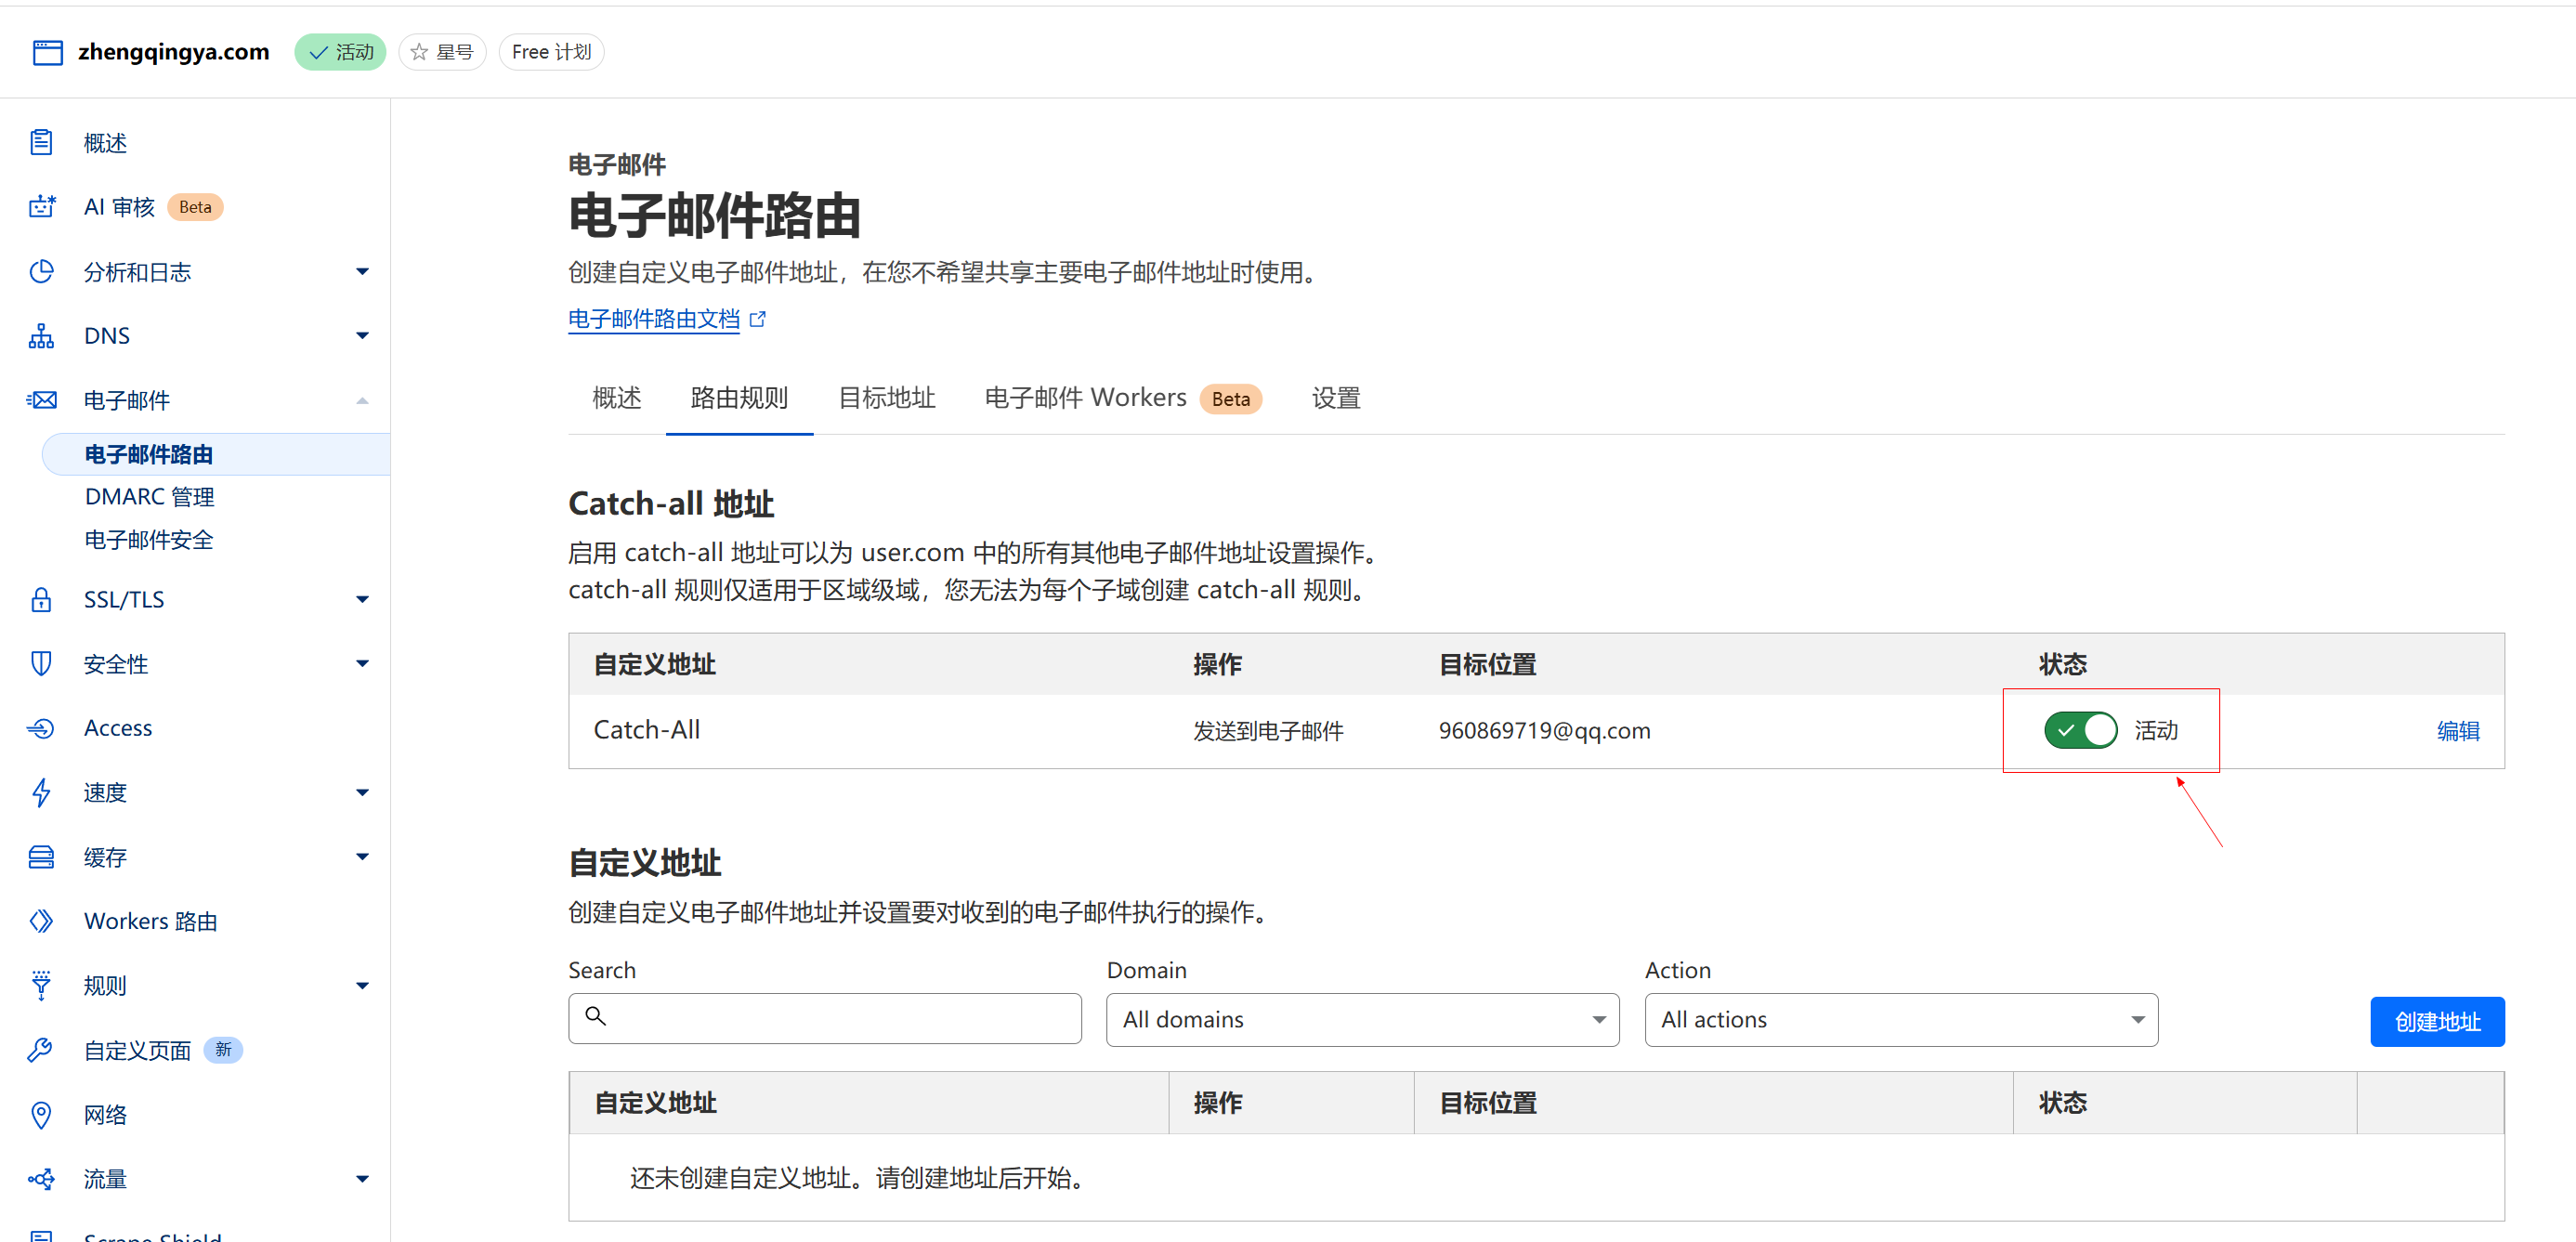 zhengqingya.com
活动
星号
Free 计划
概述
AI 审核 Beta
分析和日志
DNS
电子邮件
电子邮件路由
DMARC 管理
电子邮件安全
SSL/TLS
安全性
Access
速度
缓存
Workers 路由
规则
自定义页面 新
网络
流量
Scrape Shield
电子邮件
电子邮件路由
创建自定义电子邮件地址，在您不希望共享主要电子邮件地址时使用。
电子邮件路由文档
概述 路由规则 目标地址 电子邮件 Workers Beta 设置
Catch-all 地址
启用 catch-all 地址可以为 user.com 中的所有其他电子邮件地址设置操作。
catch-all 规则仅适用于区域级域，您无法为每个子域创建 catch-all 规则。
自定义地址 操作 目标位置 状态
Catch-All 发送到电子邮件 960869719@qq.com 活动 编辑
自定义地址
创建自定义电子邮件地址并设置要对收到的电子邮件执行的操作。
Search Domain Action
All domains All actions 创建地址
自定义地址 操作 目标位置 状态
还未创建自定义地址。请创建地址后开始。